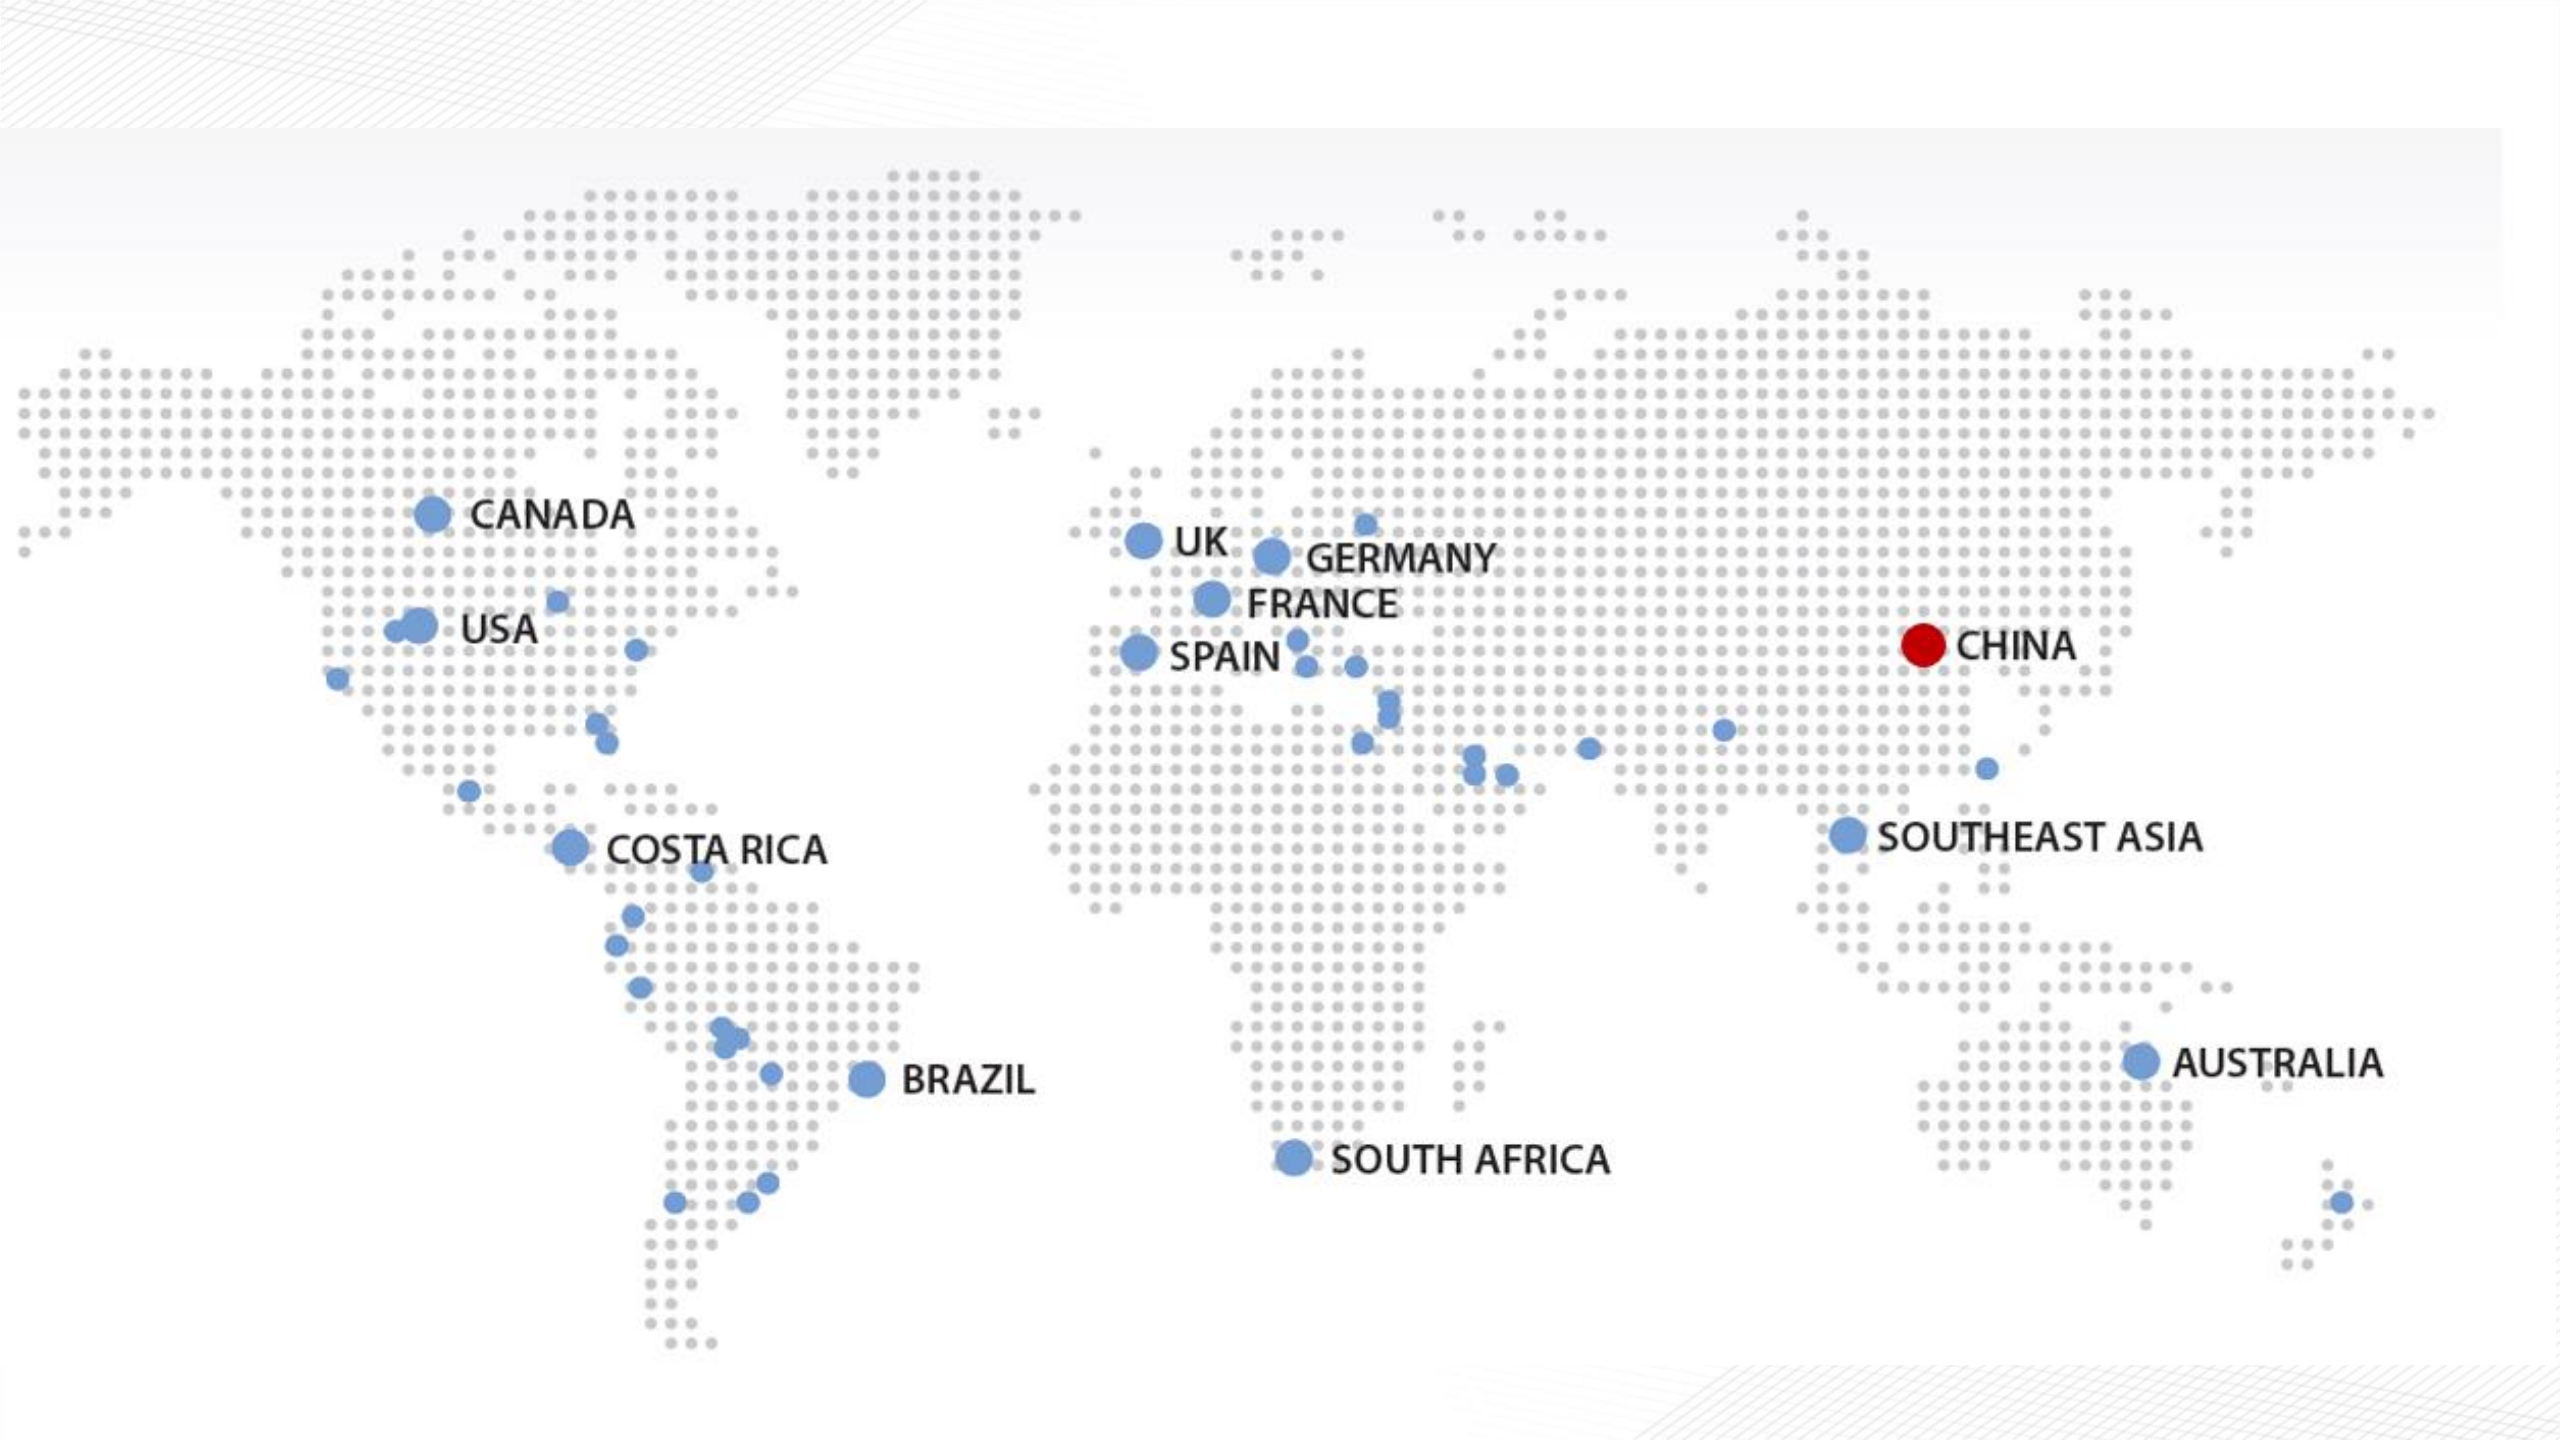 CANADA
UK
GERMANY
FRANCE
USA
CHINA
SPAIN
SOUTHEAST ASIA
COSTA RICA
AUSTRALIA
BRAZIL
SOUTH AFRICA